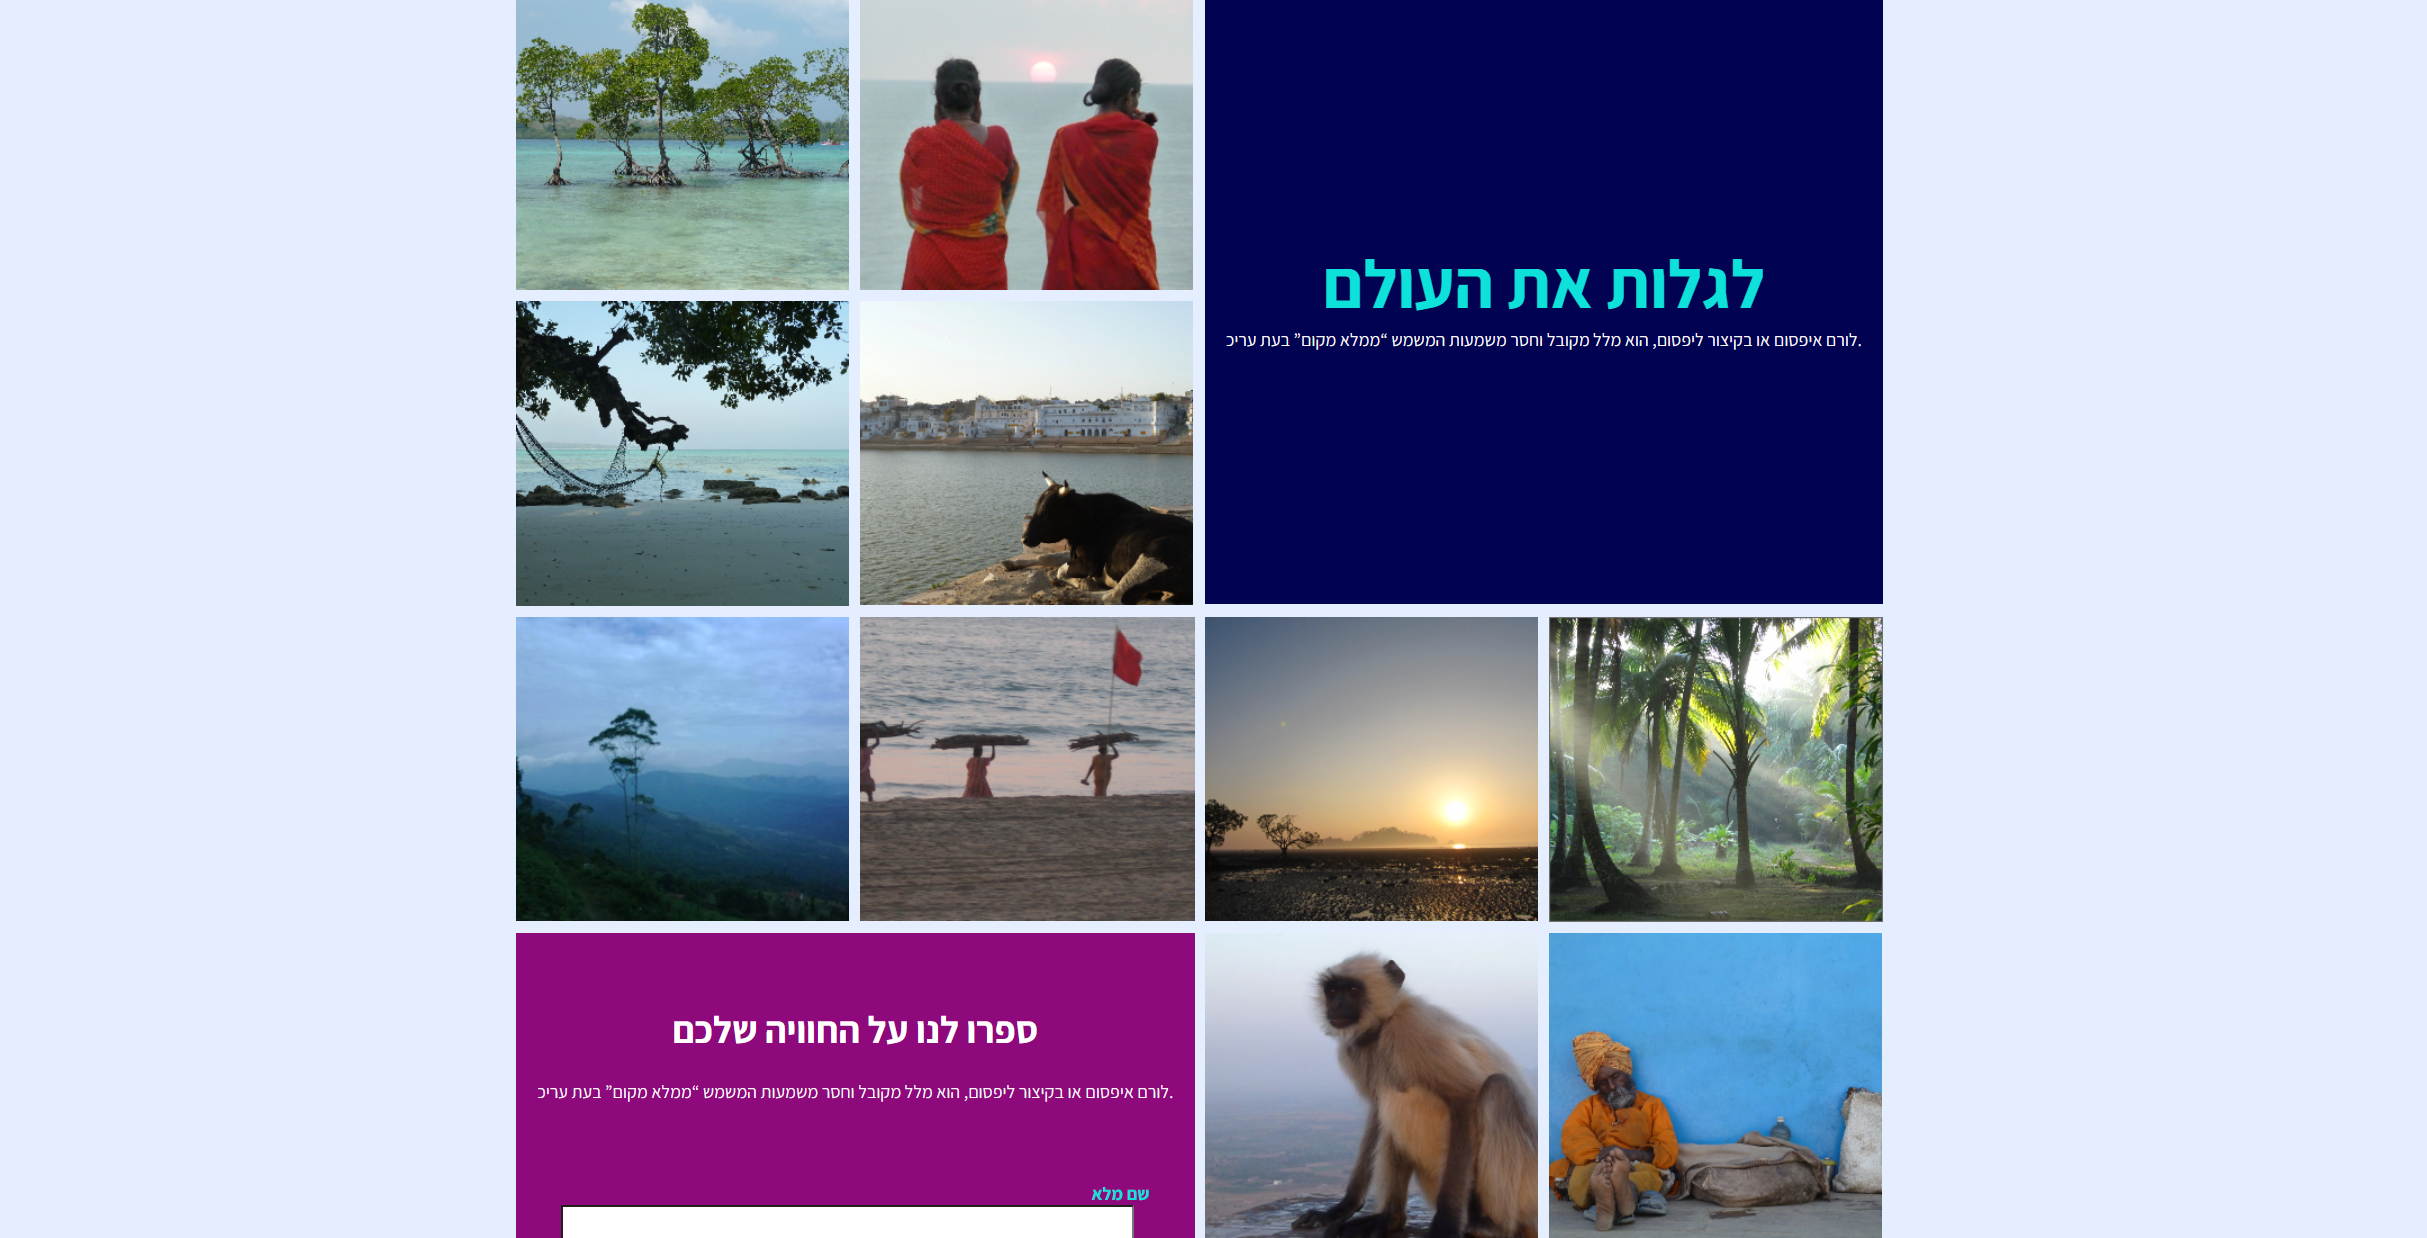 לגלות את העולם
לורם איפסום או בקיצור ליפסום, הוא מלל מקובל וחסר משמעות המשמש “ממלא מקום” בעת עריכ.
ספרו לנו על החוויה שלכם
לורם איפסום או בקיצור ליפסום, הוא מלל מקובל וחסר משמעות המשמש “ממלא מקום” בעת עריכ.
שם מלא